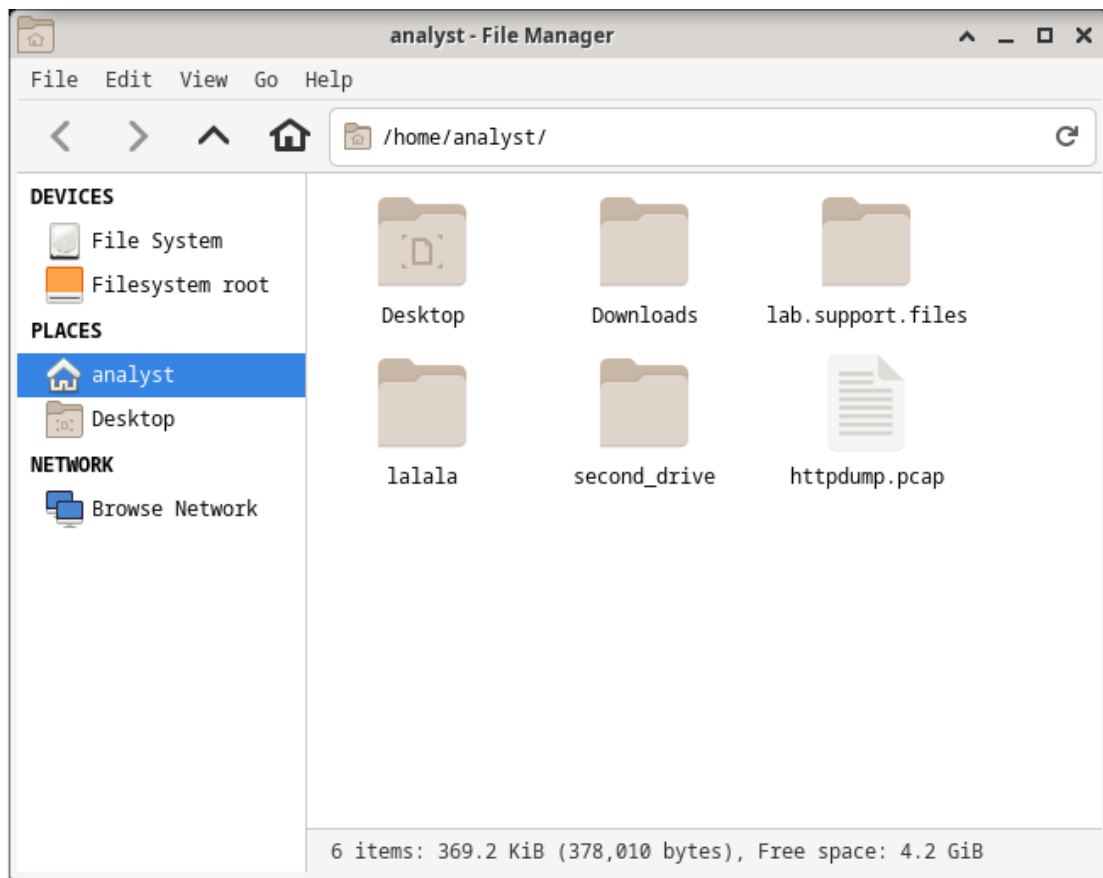 analyst - File Manager
File Edit View Go Help
/home/analyst/
DEVICES
File System
Filesystem root
PLACES
analyst
Desktop
NETWORK
Browse Network
Desktop Downloads lab.support.files
lalala second_drive httpdump.pcap
6 items: 369.2 KiB (378,010 bytes), Free space: 4.2 GiB